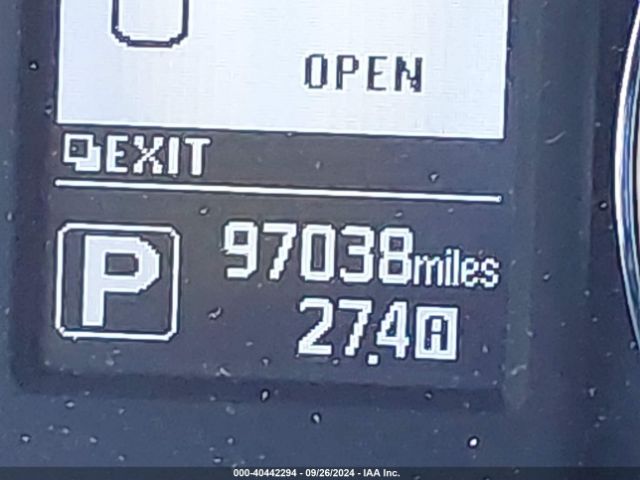 OPEN
EXIT
P
97038miles
27.4A
000-40442294 - 09/26/2024 - IAA Inc.